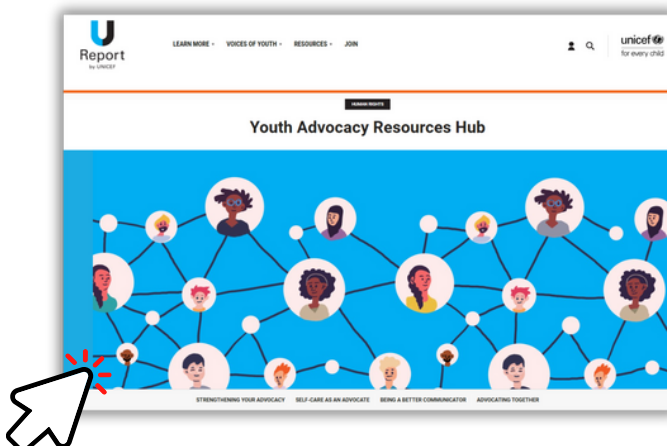 U
Report
by UNICEF
LEARN MORE
VOICES OF YOUTH
RESOURCES
JOIN
unicef
for every child
HUMAN RIGHTS
Youth Advocacy Resources Hub
STRENGTHENING YOUR ADVOCACY
SELF-CARE AS AN ADVOCATE
BEING A BETTER COMMUNICATOR
ADVOCATING TOGETHER